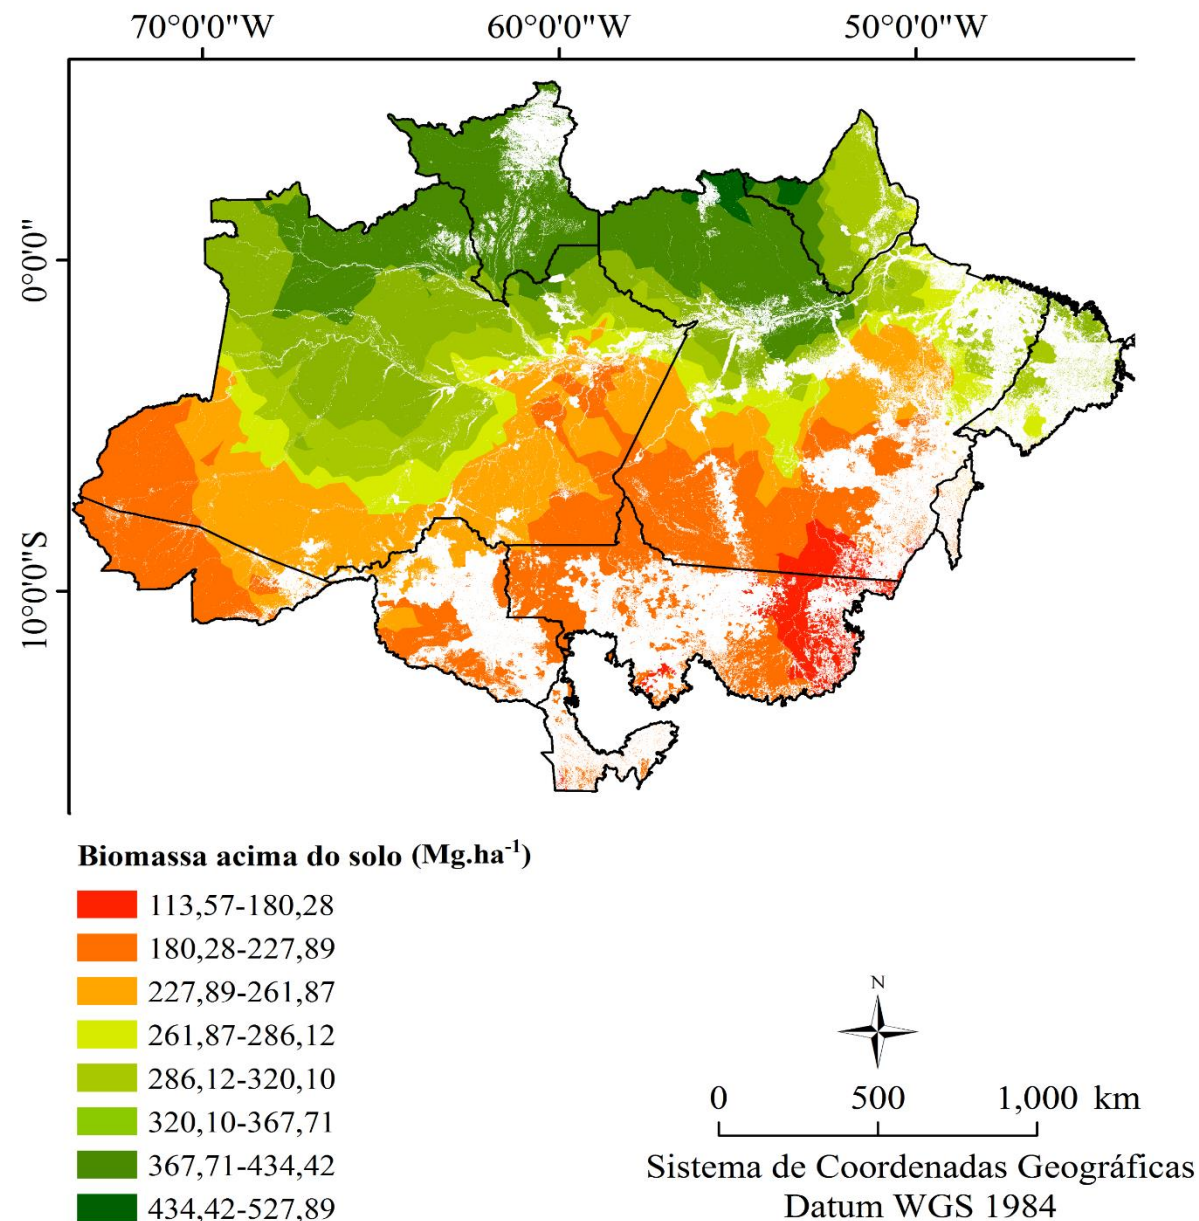 70°0'0"W 60°0'0"W 50°0'0"W
0°0'0"
10°0'0"S
Biomassa acima do solo (Mg.ha⁻¹)
113,57-180,28
180,28-227,89
227,89-261,87
261,87-286,12
286,12-320,10
320,10-367,71
367,71-434,42
434,42-527,89
N
0 500 1,000 km
Sistema de Coordenadas Geográficas
Datum WGS 1984